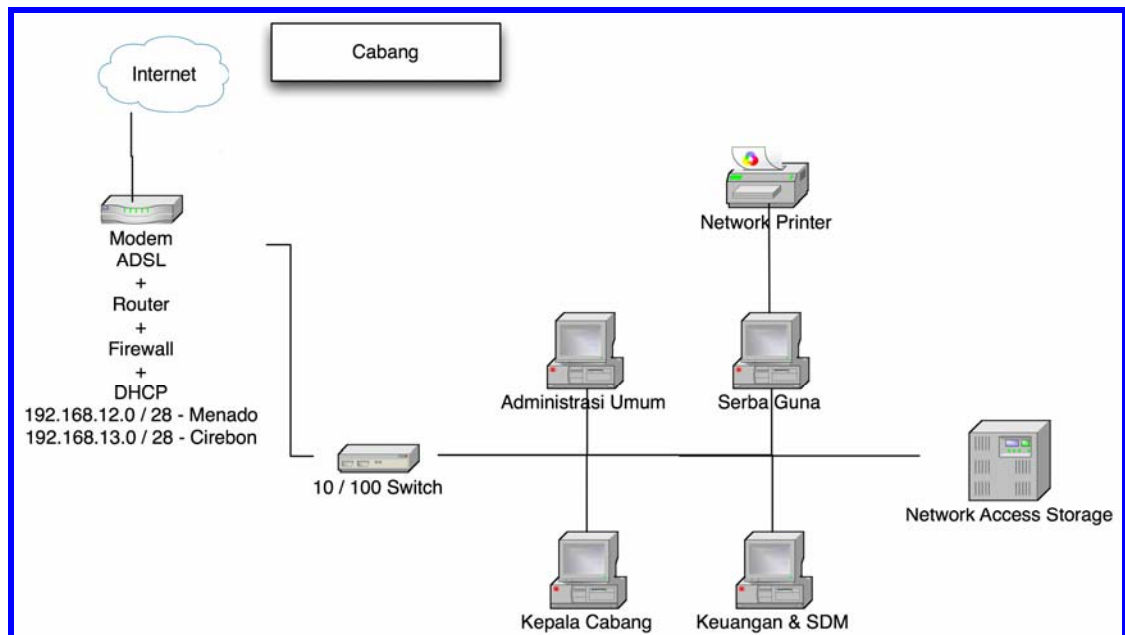 Cabang
Internet
Network Printer
Modem
ADSL
+
Router
+
Firewall
+
DHCP
192.168.12.0 / 28 - Menado
192.168.13.0 / 28 - Cirebon
Administrasi Umum
Serba Guna
10 / 100 Switch
Network Access Storage
Kepala Cabang
Keuangan & SDM